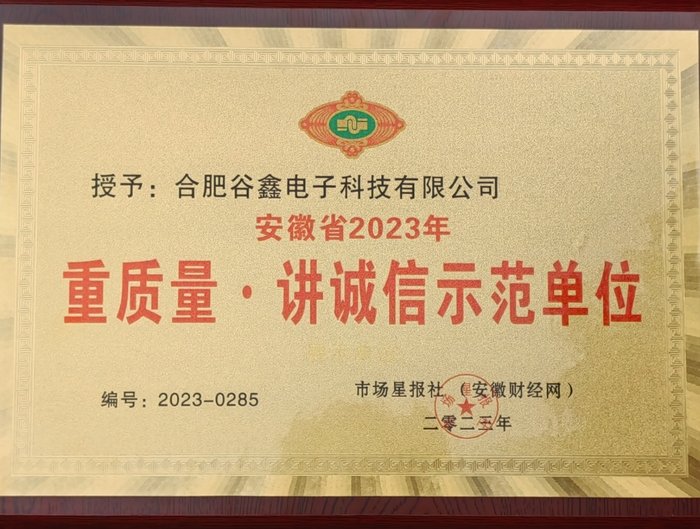 授予：合肥谷鑫电子科技有限公司
安徽省2023年
重质量·讲诚信示范单位
编号：2023-0285
市场星报社（安徽财经网）
二零二三年